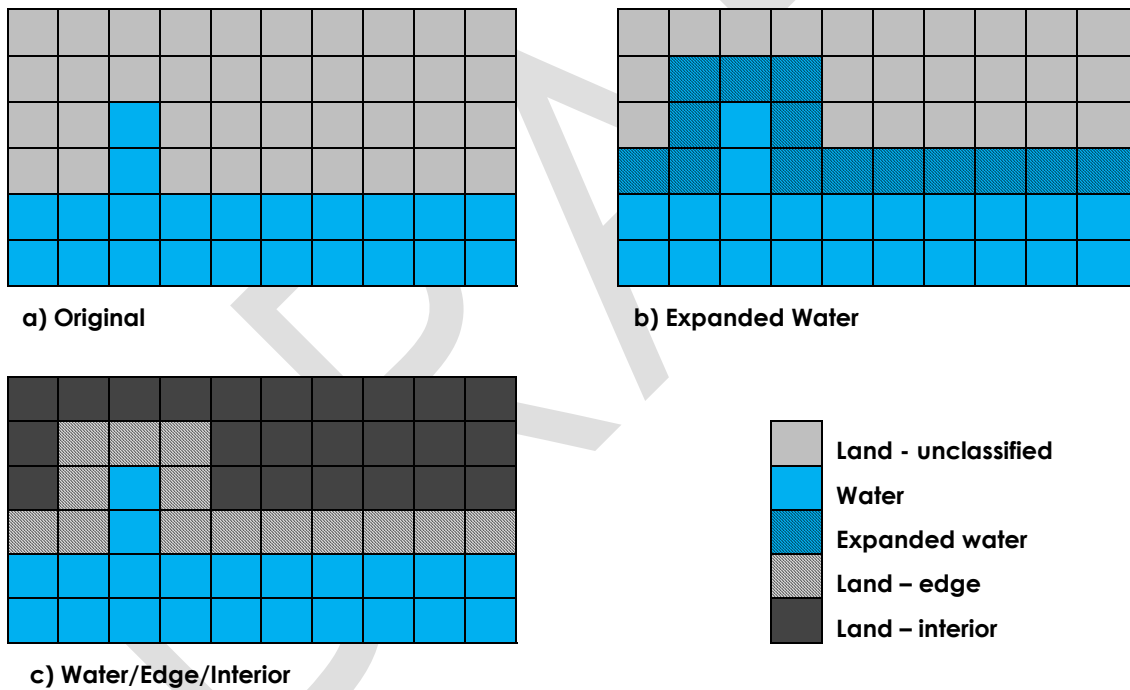 a) Original
b) Expanded Water
c) Water/Edge/Interior
Land - unclassified
Water
Expanded water
Land – edge
Land – interior